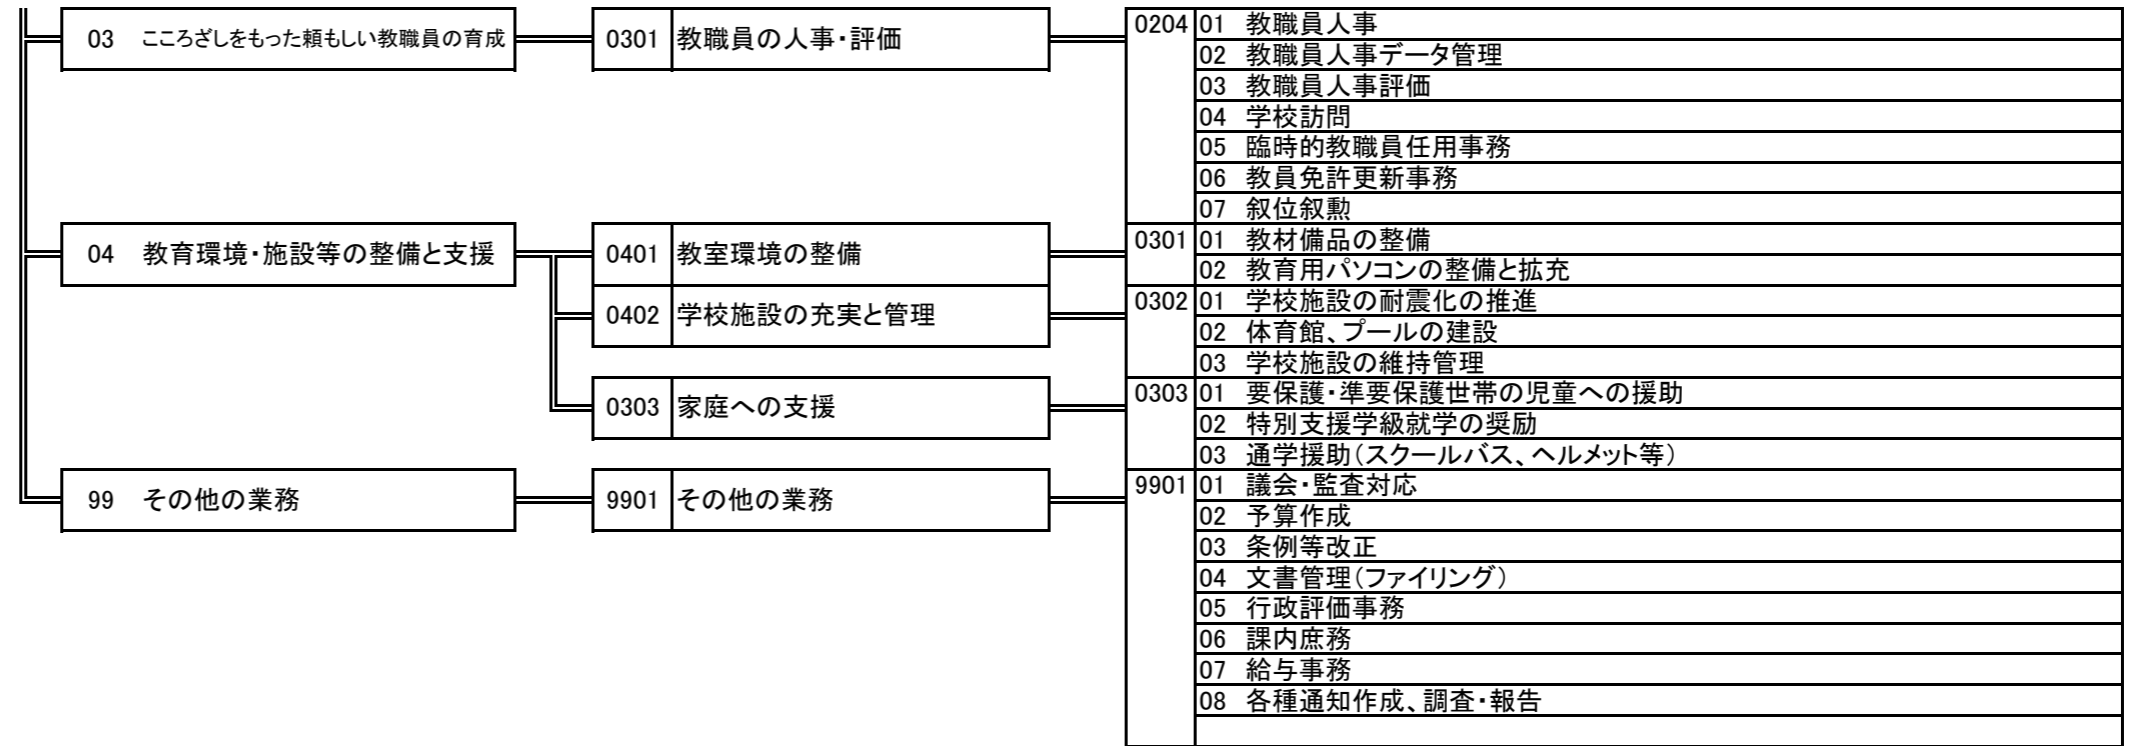 03 こころざしをもった頼もしい教職員の育成 0301 教職員の人事・評価 0204 01 教職員人事
02 教職員人事データ管理
03 教職員人事評価
04 学校訪問
05 臨時的教職員任用事務
06 教員免許更新事務
07 叙位叙勲
04 教育環境・施設等の整備と支援 0401 教室環境の整備 0301 01 教材備品の整備
02 教育用パソコンの整備と拡充
0402 学校施設の充実と管理 0302 01 学校施設の耐震化の推進
02 体育館、プールの建設
03 学校施設の維持管理
0303 家庭への支援 0303 01 要保護・準要保護世帯の児童への援助
02 特別支援学級就学の奨励
03 通学援助(スクールバス、ヘルメット等)
99 その他の業務 9901 その他の業務 9901 01 議会・監査対応
02 予算作成
03 条例等改正
04 文書管理(ファイリング)
05 行政評価事務
06 課内庶務
07 給与事務
08 各種通知作成、調査・報告